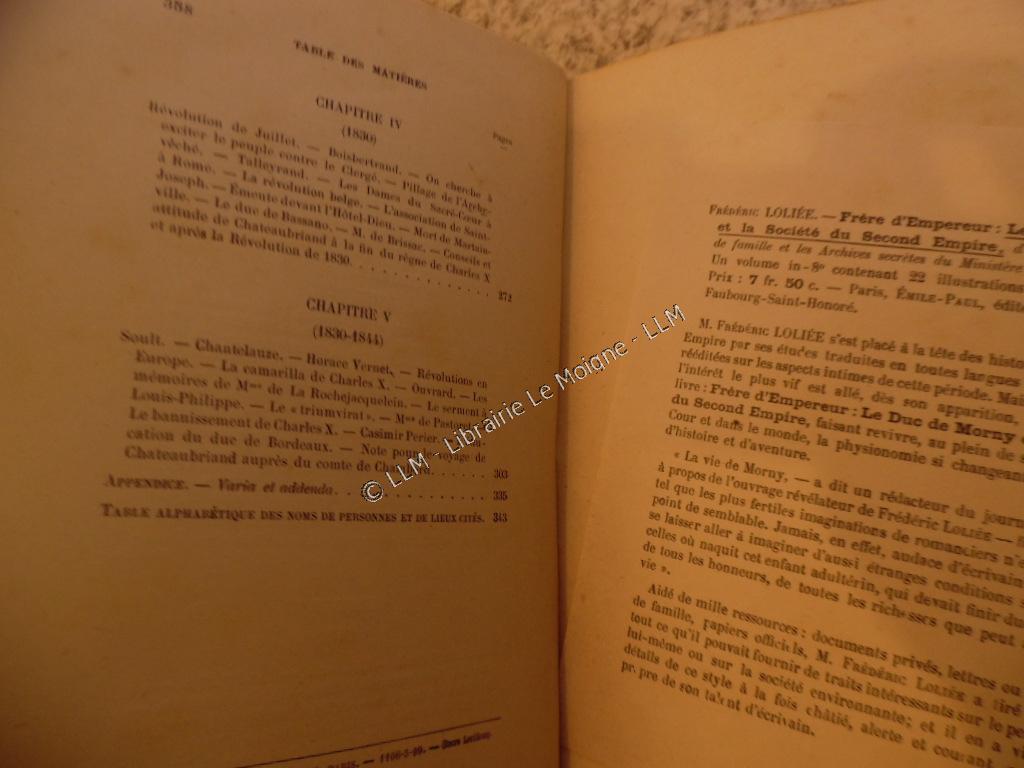 358
TABLE DES MATIÈRES
CHAPITRE IV
(1830)
Pages
Révolution de Juillet. — Boisbertrand. — On cherche à
exciter le peuple contre le Clergé. — Pillage de l'Archevêché.
— Talleyrand. — Les Dames du Sacré-Cœur à
à Rome. — La révolution belge. — L'association de Saint-
Joseph. — Émeute devant l'Hôtel-Dieu. — Mort de Martain-
ville. — Le duc de Bassano. — M. de Brissac. — Conseils et
attitude de Chateaubriand à la fin du règne de Charles X
et après la Révolution de 1830. . . . . . . . . . 272
CHAPITRE V
(1830-1844)
Soult. — Chantelauze. — Horace Vernet. — Révolutions en
Europe. — La camarilla de Charles X. — Ouvrard. — Les
mémoires de Mme de La Rochejacquelein. — Le serment à
Louis-Philippe. — Le « triumvirat ». — Mme de
Le bannissement de Charles X. — Casimir Perier.
cation du duc de Bordeaux. — Note pour le voyage de
Chateaubriand auprès du comte de Chambord. . . . . . 303
APPENDICE. — Varia et addenda. . . . . . . . . . 335
TABLE ALPHABÉTIQUE DES NOMS DE PERSONNES ET DE LIEUX CITÉS. 343
PARIS. — 1166-3-09.
FRÉDÉRIC LOLIÉE. — Frère d'Empereur : Le
et la Société du Second Empire, d'
de famille et les Archives secrètes du Ministère
Un volume in-8° contenant 22 illustrations
Prix : 7 fr. 50 c. — Paris, ÉMILE-PAUL, édit
Faubourg-Saint-Honoré.
M. FRÉDÉRIC LOLIÉE s'est placé à la tête des histo
Empire par ses études traduites en toutes langues
rééditées sur les aspects intimes de cette période. Mai
l'intérêt le plus vif est allé, dès son apparition,
livre : Frère d'Empereur : Le Duc de Morny
du Second Empire, faisant revivre, au plein de
Cour et dans le monde, la physionomie si changean
d'histoire et d'aventure.
« La vie de Morny, — a dit un rédacteur du journ
à propos de l'ouvrage révélateur de Frédéric LOLIÉE —
tel que les plus fertiles imaginations de romanciers n'
point de semblable. Jamais, en effet, audace d'écrivain
se laisser aller à imaginer d'aussi étranges conditions
celles où naquit cet enfant adultérin, qui devait finir du
de tous les honneurs, de toutes les richesses que peut
vie ».
Aidé de mille ressources : documents privés, lettres ou
de famille, papiers officiels, M. FRÉDÉRIC LOLIÉE a tiré
tout ce qu'il pouvait fournir de traits intéressants sur le pe
lui-même ou sur la société environnante; et il en a vi
détails de ce style à la fois châtié, alerte et courant
propre de son talent d'écrivain.
© LLM - Librairie Le Moigne - LLM